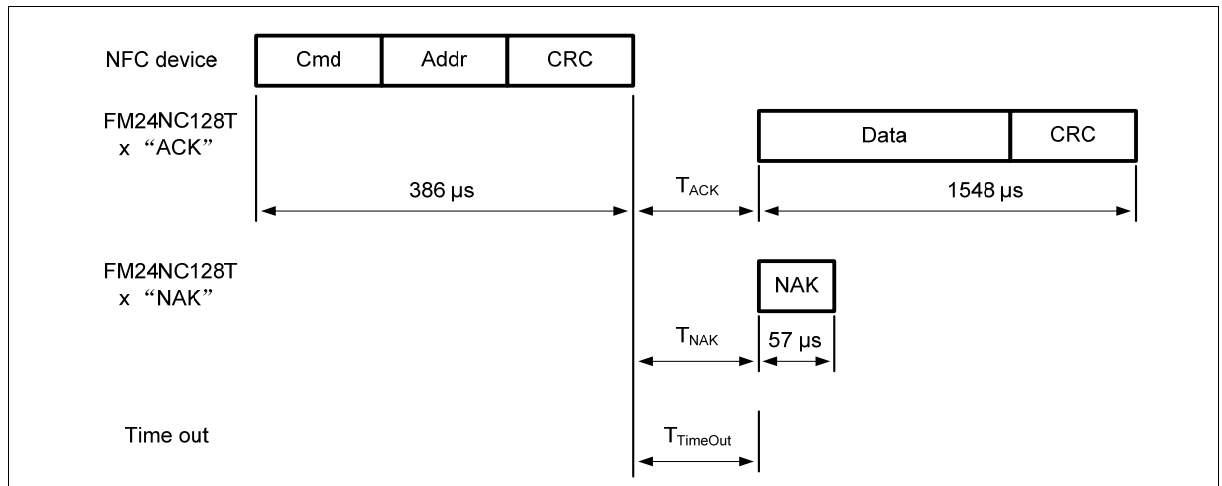 NFC device
Cmd
Addr
CRC
FM24NC128T
x “ACK”
Data
CRC
386 µs
TACK
1548 µs
FM24NC128T
x “NAK”
NAK
TNAK
57 µs
Time out
TTimeOut